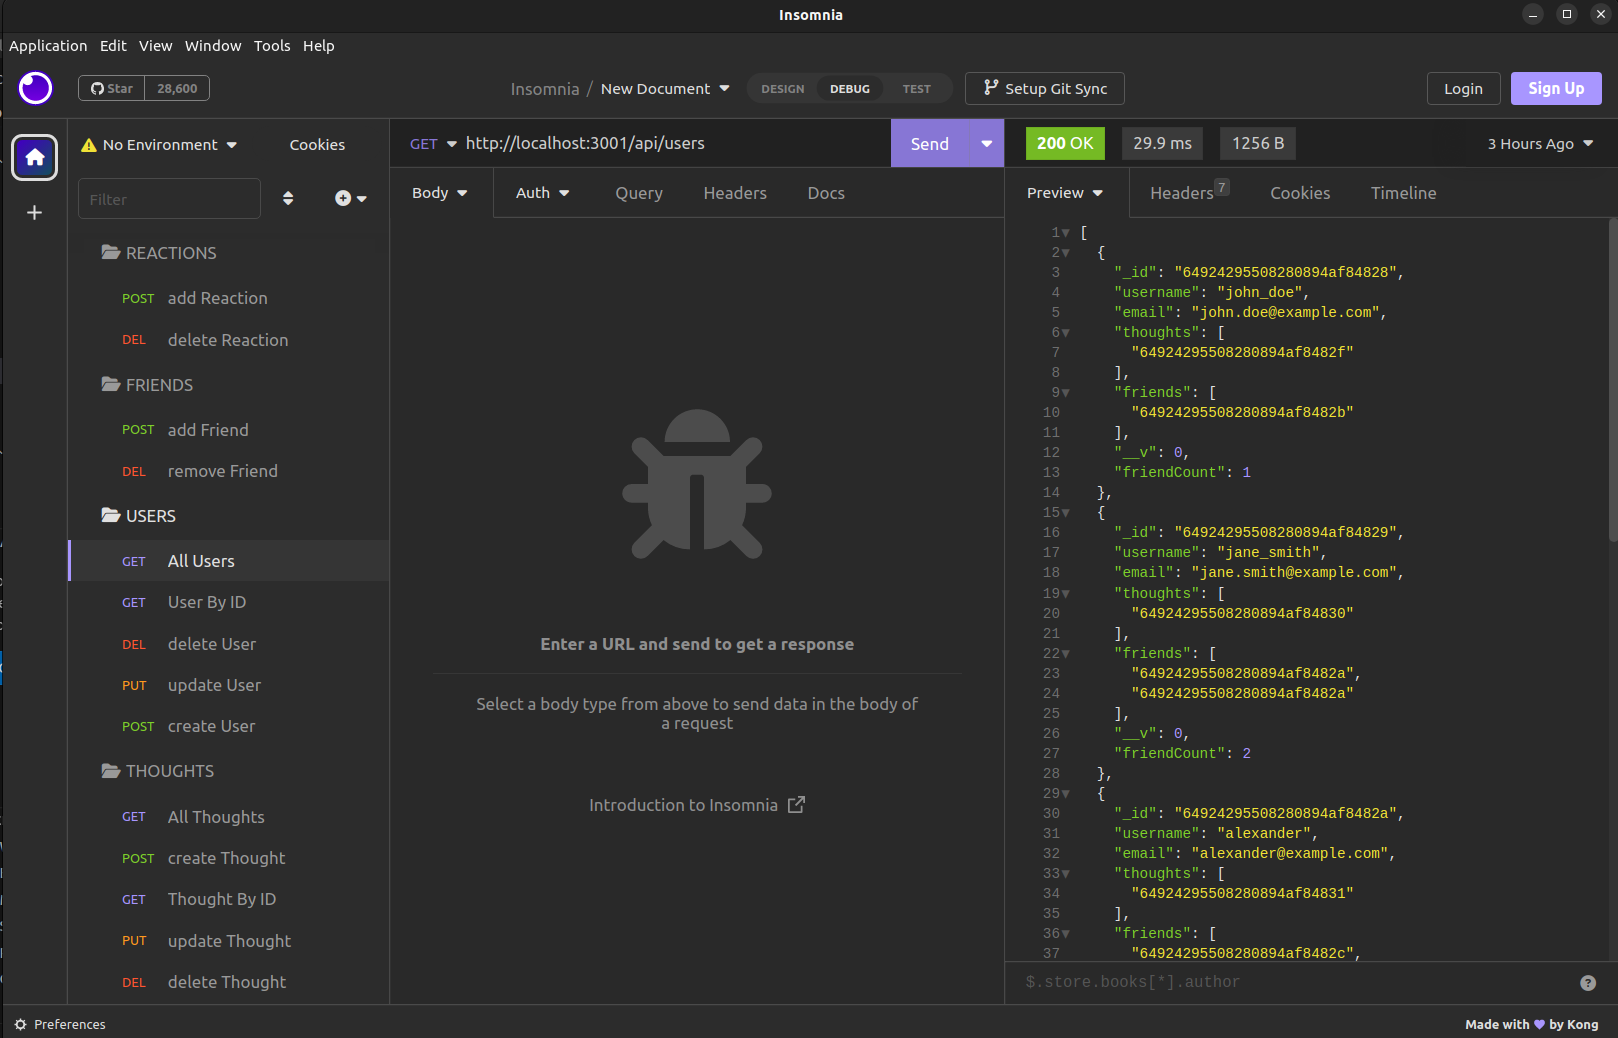 Insomnia
Application Edit View Window Tools Help
Star 28,600
Insomnia / New Document
DESIGN DEBUG TEST
Setup Git Sync
Login
Sign Up
No Environment
Cookies
Filter
REACTIONS
POST add Reaction
DEL delete Reaction
FRIENDS
POST add Friend
DEL remove Friend
USERS
GET All Users
GET User By ID
DEL delete User
PUT update User
POST create User
THOUGHTS
GET All Thoughts
POST create Thought
GET Thought By ID
PUT update Thought
DEL delete Thought
GET http://localhost:3001/api/users
Send
Body Auth Query Headers Docs
Enter a URL and send to get a response
Select a body type from above to send data in the body of
a request
Introduction to Insomnia
200 OK
29.9 ms
1256 B
3 Hours Ago
Preview Headers 7 Cookies Timeline
1 [
2 {
3 "_id": "64924295508280894af84828",
4 "username": "john_doe",
5 "email": "john.doe@example.com",
6 "thoughts": [
7 "64924295508280894af8482f"
8 ],
9 "friends": [
10 "64924295508280894af8482b"
11 ],
12 "__v": 0,
13 "friendCount": 1
14 },
15 {
16 "_id": "64924295508280894af84829",
17 "username": "jane_smith",
18 "email": "jane.smith@example.com",
19 "thoughts": [
20 "64924295508280894af84830"
21 ],
22 "friends": [
23 "64924295508280894af8482a",
24 "64924295508280894af8482a"
25 ],
26 "__v": 0,
27 "friendCount": 2
28 },
29 {
30 "_id": "64924295508280894af8482a",
31 "username": "alexander",
32 "email": "alexander@example.com",
33 "thoughts": [
34 "64924295508280894af84831"
35 ],
36 "friends": [
37 "64924295508280894af8482c",
$.store.books[*].author
Preferences
Made with 💜 by Kong